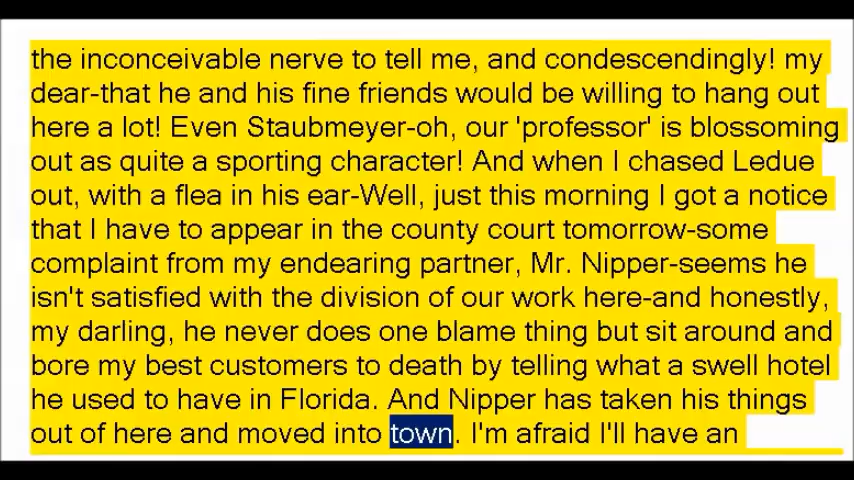 the inconceivable nerve to tell me, and condescendingly! my
dear-that he and his fine friends would be willing to hang out
here a lot! Even Staubmeyer-oh, our 'professor' is blossoming
out as quite a sporting character! And when I chased Ledue
out, with a flea in his ear-Well, just this morning I got a notice
that I have to appear in the county court tomorrow-some
complaint from my endearing partner, Mr. Nipper-seems he
isn't satisfied with the division of our work here-and honestly,
my darling, he never does one blame thing but sit around and
bore my best customers to death by telling what a swell hotel
he used to have in Florida. And Nipper has taken his things
out of here and moved into town. I'm afraid I'll have an